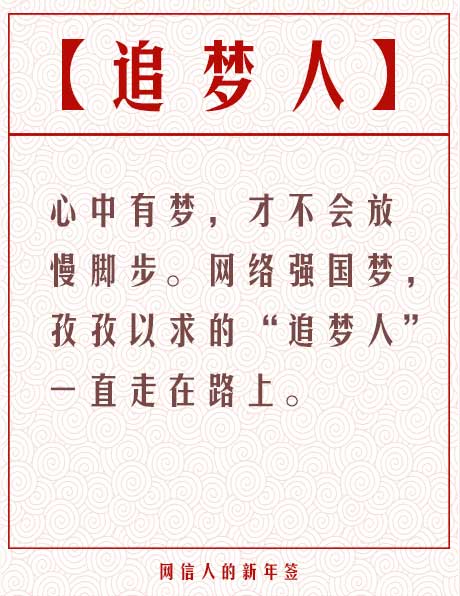 【追梦人】
心中有梦，才不会放
慢脚步。网络强国梦，
孜孜以求的“追梦人”
一直走在路上。
网信人的新年签